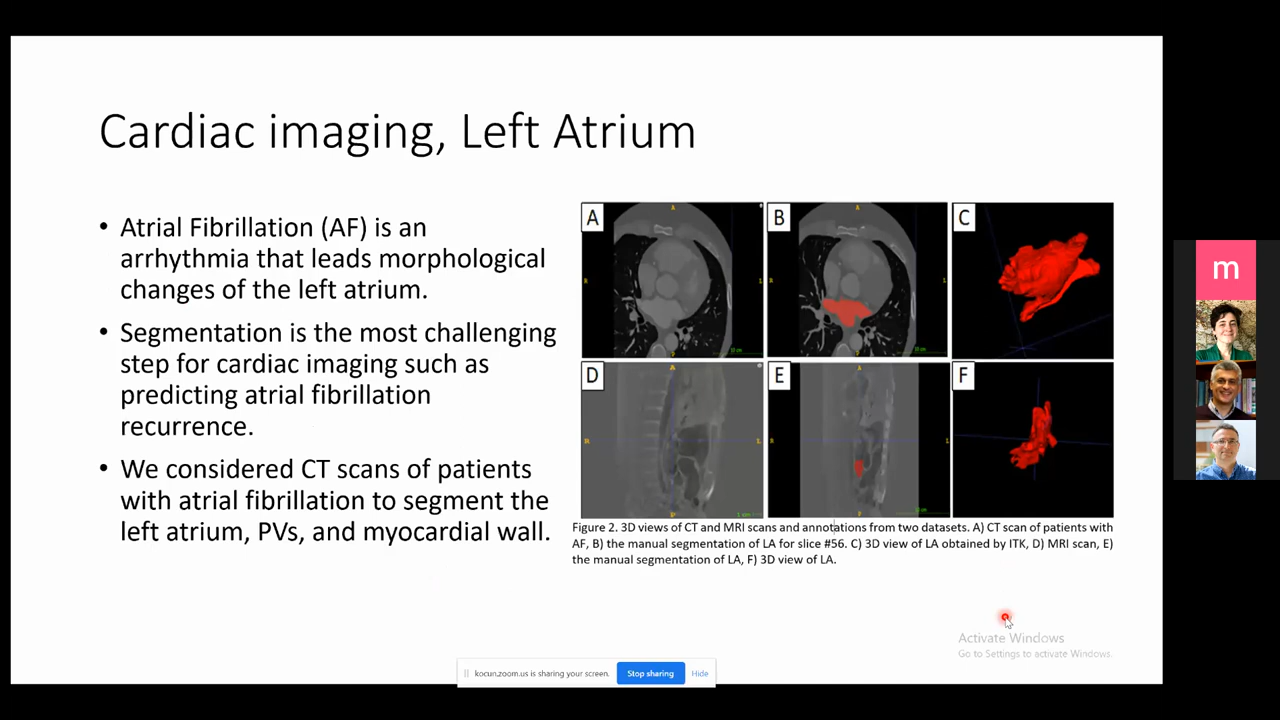 Cardiac imaging, Left Atrium
• Atrial Fibrillation (AF) is an
arrhythmia that leads morphological
changes of the left atrium.
• Segmentation is the most challenging
step for cardiac imaging such as
predicting atrial fibrillation
recurrence.
• We considered CT scans of patients
with atrial fibrillation to segment the
left atrium, PVs, and myocardial wall.
A
B
C
D
E
F
Figure 2. 3D views of CT and MRI scans and annotations from two datasets. A) CT scan of patients with
AF, B) the manual segmentation of LA for slice #56. C) 3D view of LA obtained by ITK, D) MRI scan, E)
the manual segmentation of LA, F) 3D view of LA.
m
Activate Windows
Go to Settings to activate Windows.
kocun.zoom.us is sharing your screen.
Stop sharing
Hide